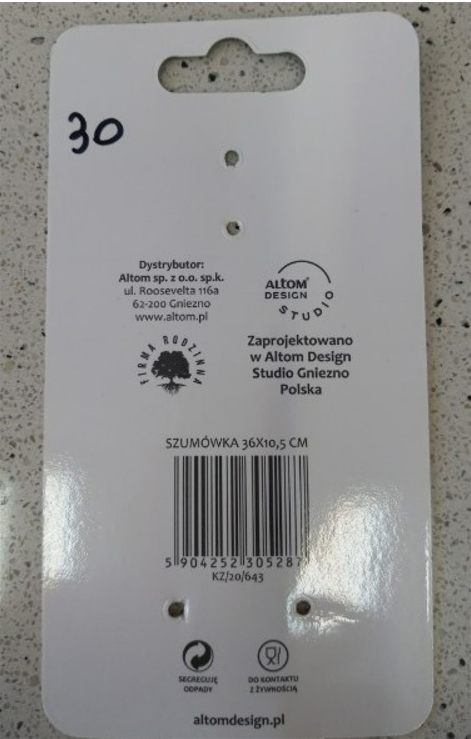 30
Dystrybutor:
Altom sp. z o.o. sp.k.
ul. Roosevelta 116a
62-200 Gniezno
www.altom.pl
ALTOM®
DESIGN
STUDIO
FIRMA RODZINNA
Zaprojektowano
w Altom Design
Studio Gniezno
Polska
SZUMÓWKA 36X10,5 CM
5 904252 305287
KZ/20/643
SEGREGUJĘ
ODPADY
DO KONTAKTU
Z ŻYWNOŚCIĄ
altomdesign.pl